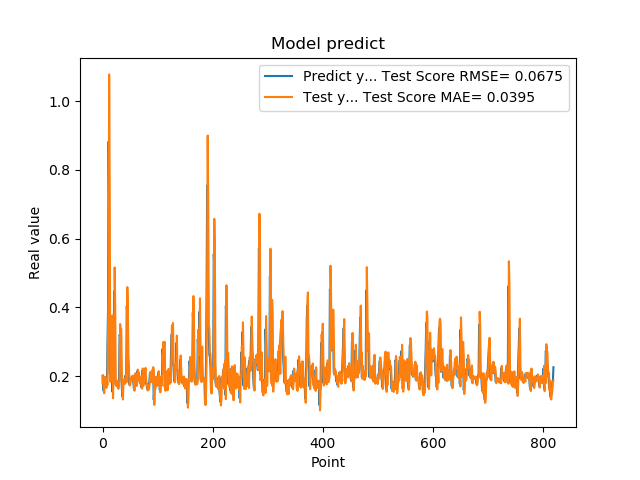 Model predict
Predict y... Test Score RMSE= 0.0675
Test y... Test Score MAE= 0.0395
Real value
1.0
0.8
0.6
0.4
0.2
0 200 400 600 800
Point